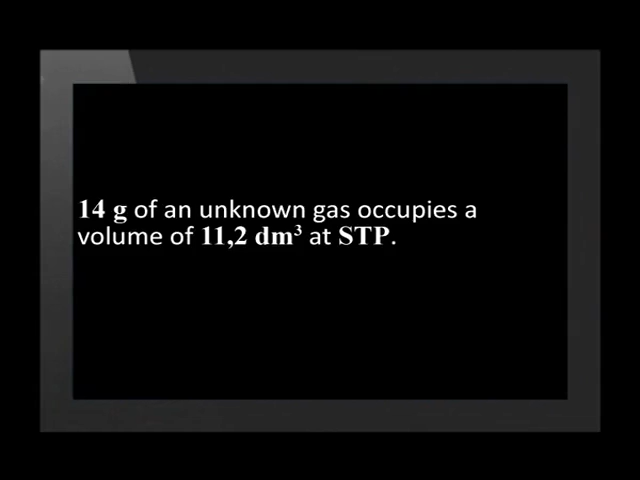 14 g of an unknown gas occupies a
volume of 11,2 dm³ at STP.